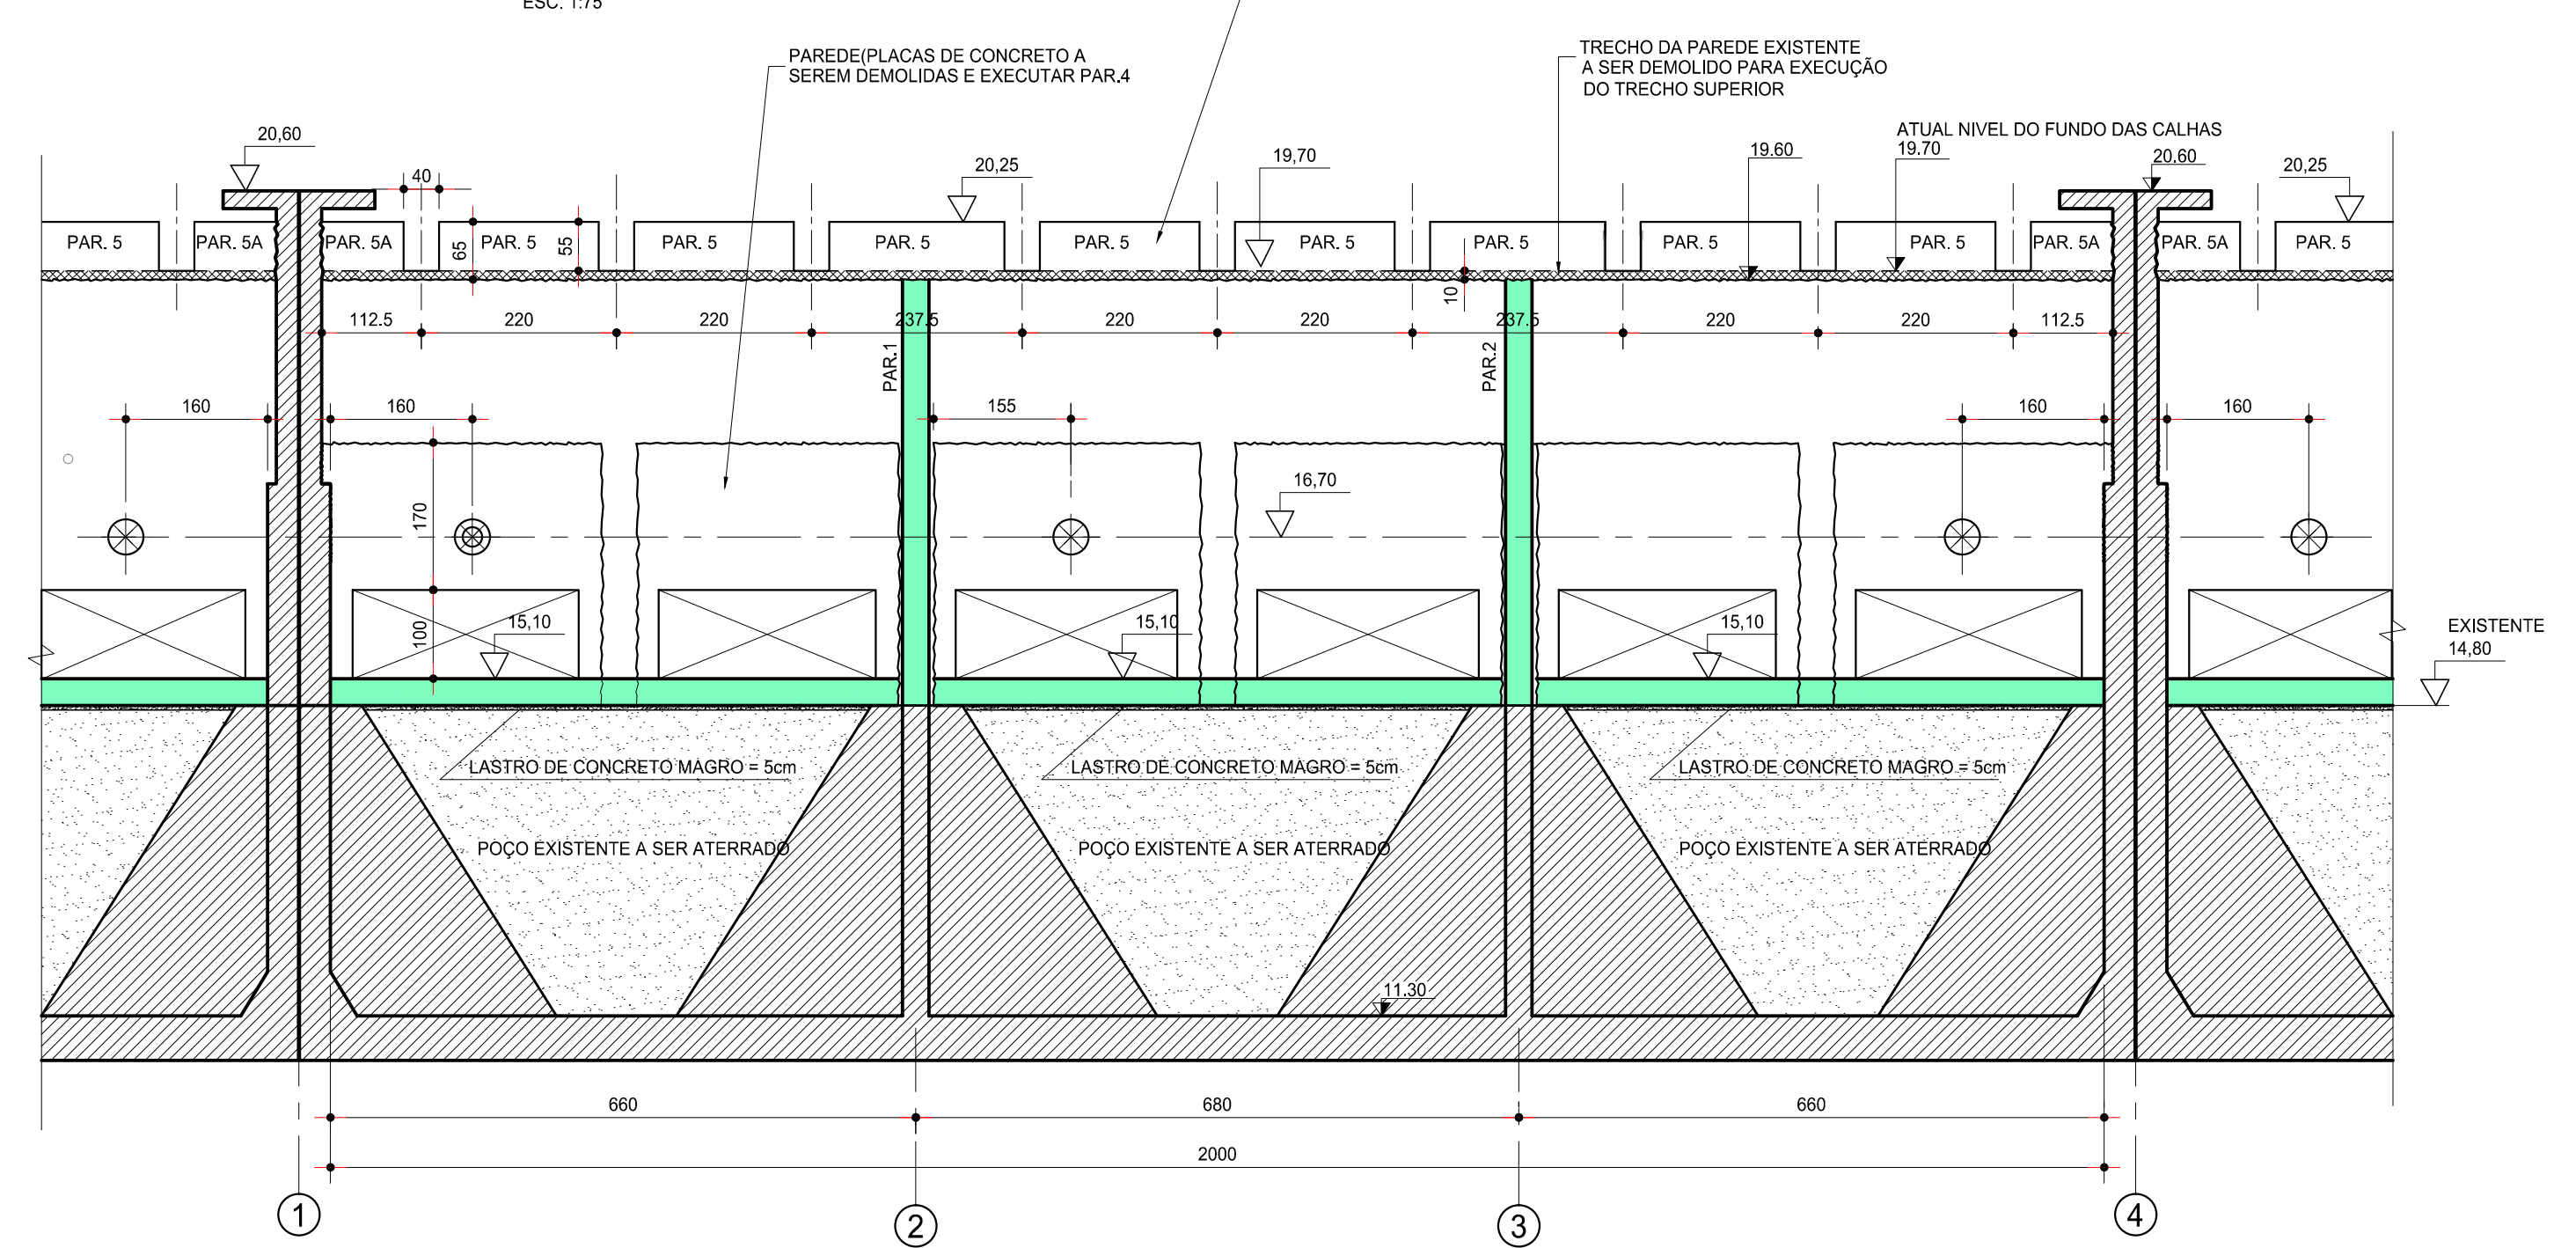 ESC. 1:75
PAREDE(PLACAS DE CONCRETO A
SEREM DEMOLIDAS E EXECUTAR PAR.4
TRECHO DA PAREDE EXISTENTE
A SER DEMOLIDO PARA EXECUÇÃO
DO TRECHO SUPERIOR
ATUAL NIVEL DO FUNDO DAS CALHAS
20,60
40
20,25
19,70
19.60
19.70
20.60
20,25
PAR. 5
PAR. 5A
PAR. 5A
PAR. 5
PAR. 5
PAR. 5
PAR. 5
PAR. 5
PAR. 5
PAR. 5
PAR. 5
PAR. 5A
PAR. 5A
PAR. 5
65
55
10
112.5
220
220
237.5
220
220
237.5
220
220
112.5
PAR.1
PAR.2
160
160
155
160
160
170
16,70
100
15,10
15,10
15,10
EXISTENTE
14,80
LASTRO DE CONCRETO MAGRO = 5cm
LASTRO DE CONCRETO MAGRO = 5cm
LASTRO DE CONCRETO MAGRO = 5cm
POÇO EXISTENTE A SER ATERRADO
POÇO EXISTENTE A SER ATERRADO
POÇO EXISTENTE A SER ATERRADO
11.30
660
680
660
2000
1
2
3
4